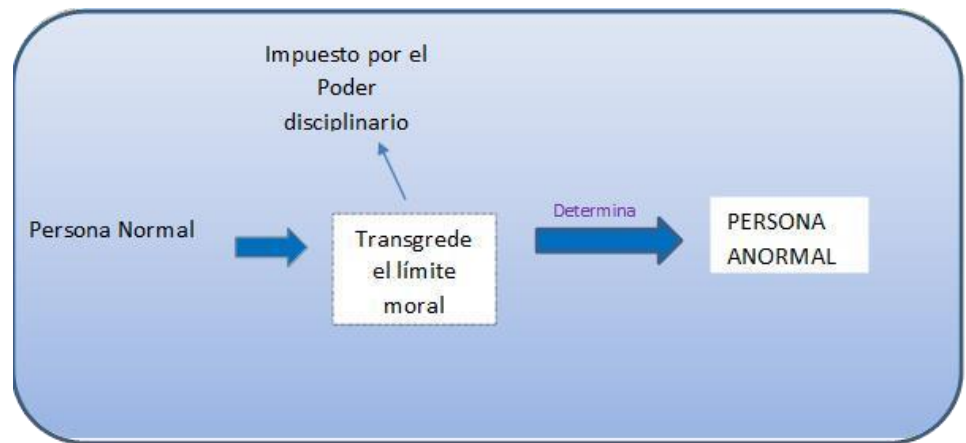 Impuesto por el
Poder
disciplinario
Persona Normal
Transgrede
el límite
moral
Determina
PERSONA
ANORMAL